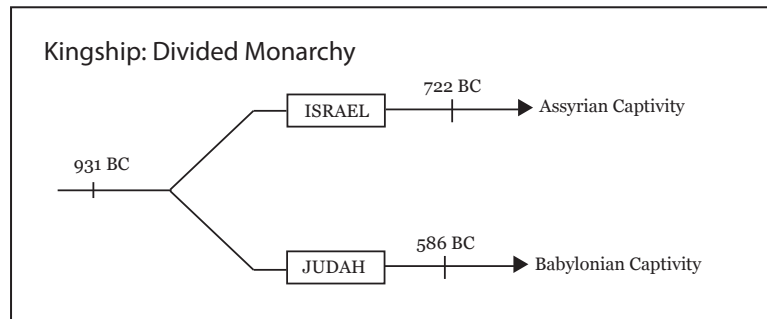 Kingship: Divided Monarchy
722 BC
ISRAEL
Assyrian Captivity
931 BC
586 BC
JUDAH
Babylonian Captivity